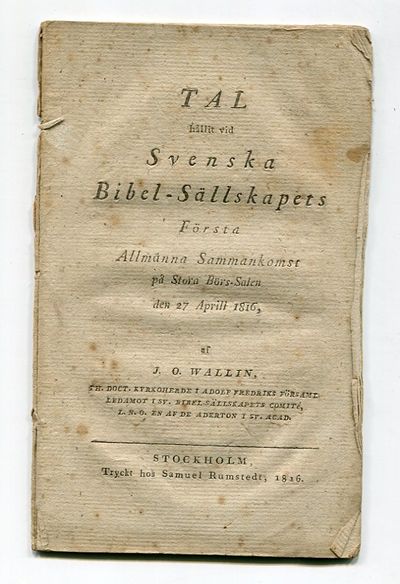 TAL
hållit vid
Svenska
Bibel-Sällskapets
Första
Allmänna Sammankomst
på Stora Börs-Salen
den 27 Aprill 1816,
af
J. O. WALLIN,
TH. DOCT. KYRKOHERDE I ADOLF FREDRIKS FÖRSAML.
LEDAMOT I SV. BIBEL-SÄLLSKAPETS COMITÉ,
L. N. O. EN AF DE ADERTON I SV. ACAD.
STOCKHOLM,
Tryckt hos Samuel Rumstedt, 1816.